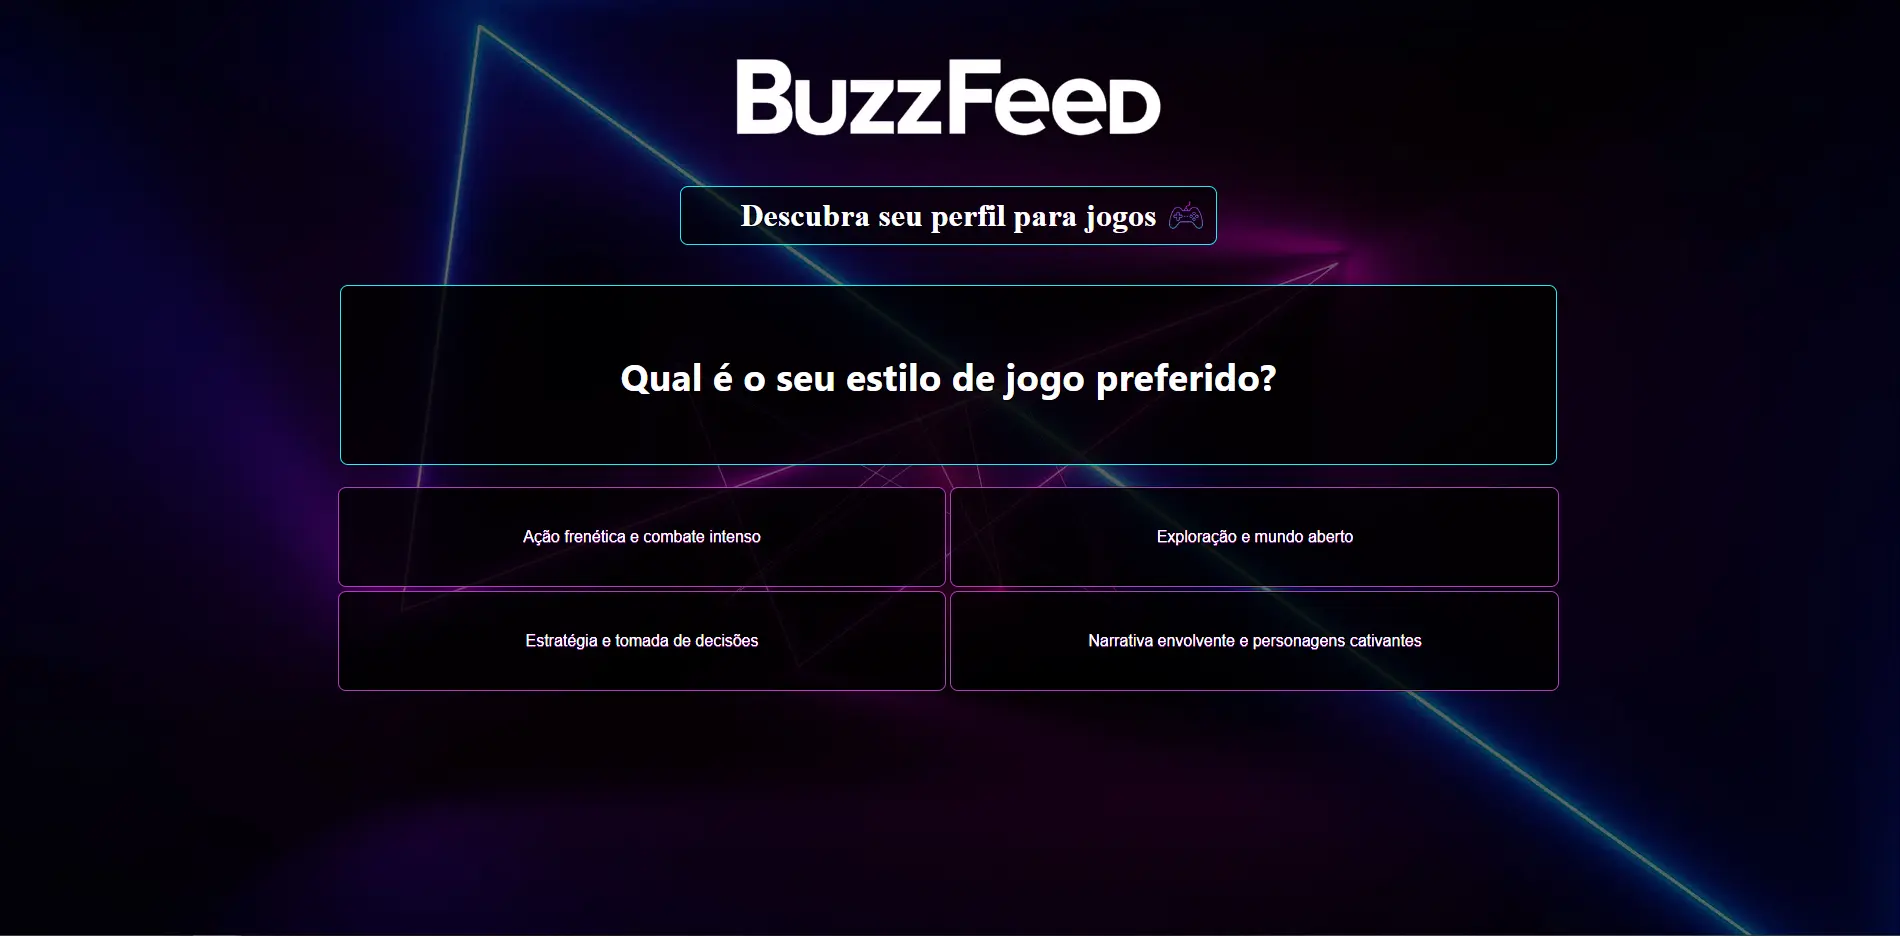 BuzzFeed
Descubra seu perfil para jogos
Qual é o seu estilo de jogo preferido?
Ação frenética e combate intenso
Exploração e mundo aberto
Estratégia e tomada de decisões
Narrativa envolvente e personagens cativantes